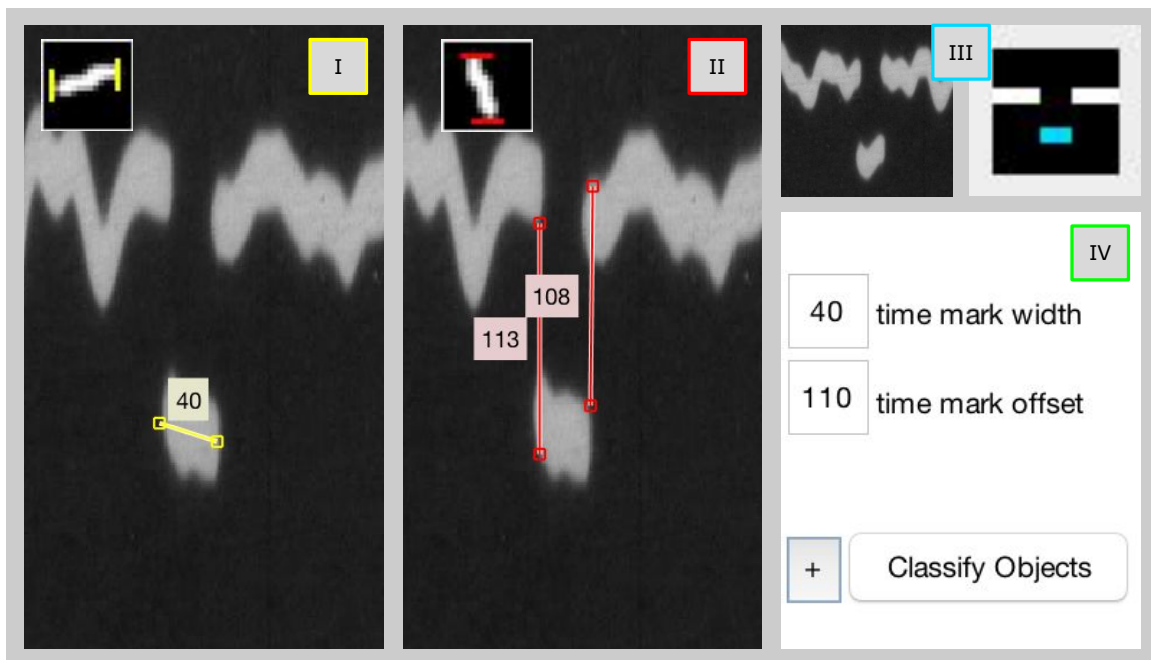 I
40
II
108
113
III
IV
40 time mark width
110 time mark offset
+ Classify Objects